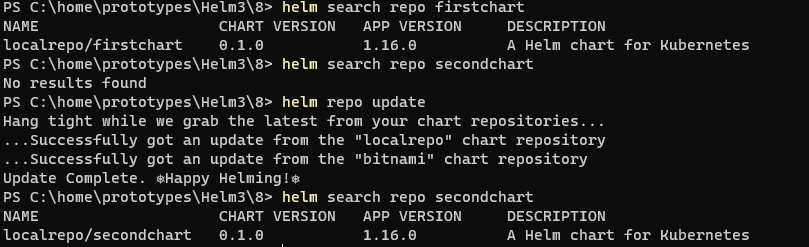 PS C:\home\prototypes\Helm3\8> helm search repo firstchart
NAME                    CHART VERSION   APP VERSION     DESCRIPTION
localrepo/firstchart    0.1.0           1.16.0          A Helm chart for Kubernetes
PS C:\home\prototypes\Helm3\8> helm search repo secondchart
No results found
PS C:\home\prototypes\Helm3\8> helm repo update
Hang tight while we grab the latest from your chart repositories...
...Successfully got an update from the "localrepo" chart repository
...Successfully got an update from the "bitnami" chart repository
Update Complete. ⎈Happy Helming!⎈
PS C:\home\prototypes\Helm3\8> helm search repo secondchart
NAME                    CHART VERSION   APP VERSION     DESCRIPTION
localrepo/secondchart   0.1.0           1.16.0          A Helm chart for Kubernetes